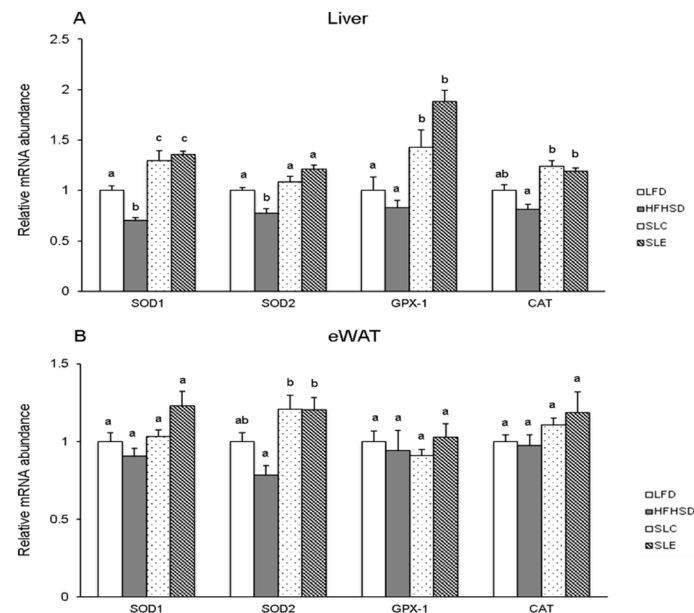 A Liver
2.5
2
1.5
1
0.5
0
Relative mRNA abundance
a b c c
a b a a
a a b b
ab a b b
SOD1 SOD2 GPX-1 CAT
LFD
HFHSD
SLC
SLE
B eWAT
1.5
1
0.5
0
Relative mRNA abundance
a a a a
ab a b b
a a a a
a a a a
SOD1 SOD2 GPX-1 CAT
LFD
HFHSD
SLC
SLE